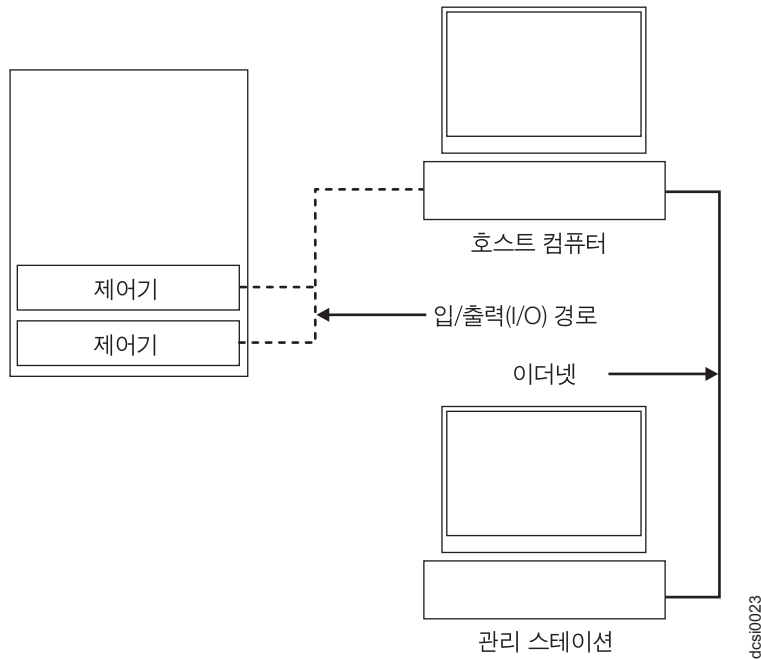 호스트 컴퓨터
제어기
입/출력(I/O) 경로
제어기
이더넷
관리 스테이션
dcsi0023